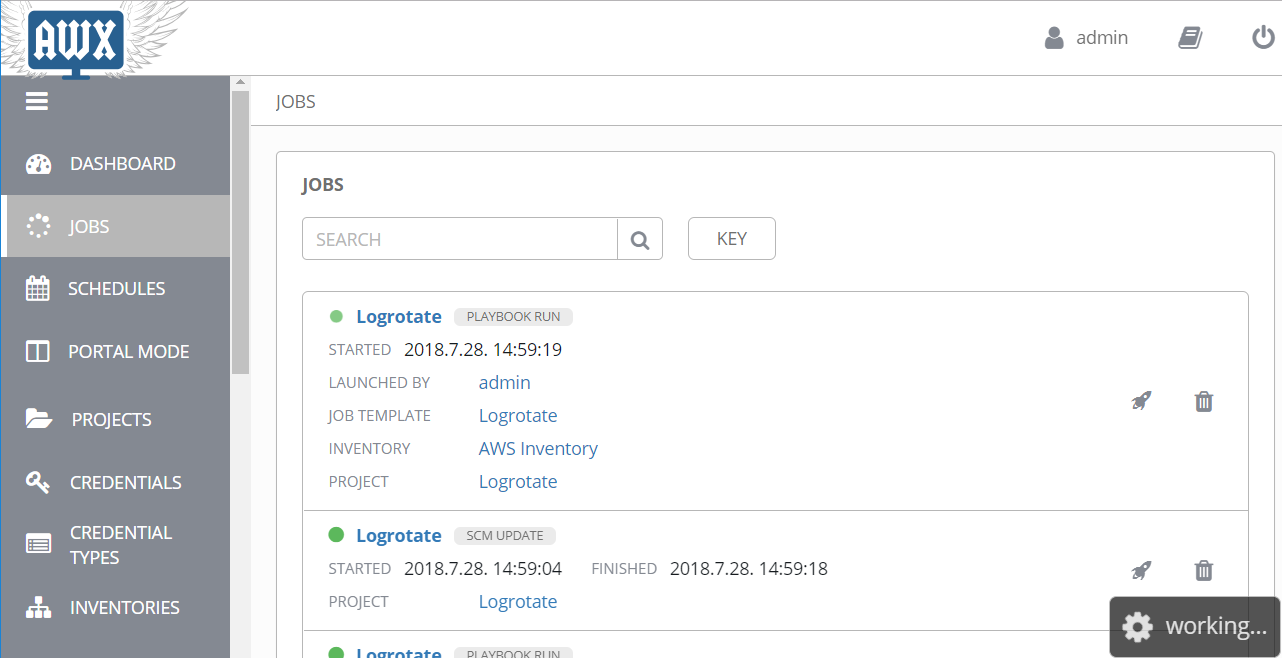 AWX
admin
JOBS
DASHBOARD
JOBS
SCHEDULES
PORTAL MODE
PROJECTS
CREDENTIALS
CREDENTIAL
TYPES
INVENTORIES
JOBS
SEARCH
KEY
Logrotate PLAYBOOK RUN
STARTED 2018.7.28. 14:59:19
LAUNCHED BY admin
JOB TEMPLATE Logrotate
INVENTORY AWS Inventory
PROJECT Logrotate
Logrotate SCM UPDATE
STARTED 2018.7.28. 14:59:04 FINISHED 2018.7.28. 14:59:18
PROJECT Logrotate
Logrotate PLAYBOOK RUN
working...